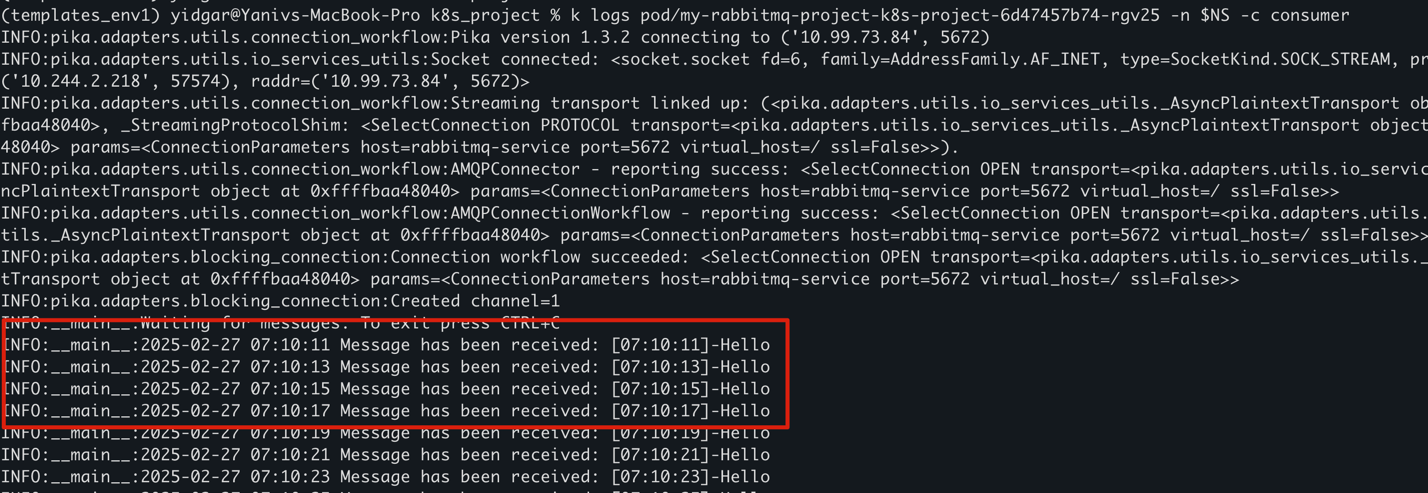 (templates_env1) yidgar@Yanivs-MacBook-Pro k8s_project % k logs pod/my-rabbitmq-project-k8s-project-6d47457b74-rgv25 -n $NS -c consumer
INFO:pika.adapters.utils.connection_workflow:Pika version 1.3.2 connecting to ('10.99.73.84', 5672)
INFO:pika.adapters.utils.io_services_utils:Socket connected: <socket.socket fd=6, family=AddressFamily.AF_INET, type=SocketKind.SOCK_STREAM, pr
('10.244.2.218', 57574), raddr=('10.99.73.84', 5672)>
INFO:pika.adapters.utils.connection_workflow:Streaming transport linked up: (<pika.adapters.utils.io_services_utils._AsyncPlaintextTransport ob
fbaa48040>, _StreamingProtocolShim: <SelectConnection PROTOCOL transport=<pika.adapters.utils.io_services_utils._AsyncPlaintextTransport object
48040> params=<ConnectionParameters host=rabbitmq-service port=5672 virtual_host=/ ssl=False>>).
INFO:pika.adapters.utils.connection_workflow:AMQPConnector - reporting success: <SelectConnection OPEN transport=<pika.adapters.utils.io_servic
ncPlaintextTransport object at 0xffffbaa48040> params=<ConnectionParameters host=rabbitmq-service port=5672 virtual_host=/ ssl=False>>
INFO:pika.adapters.utils.connection_workflow:AMQPConnectionWorkflow - reporting success: <SelectConnection OPEN transport=<pika.adapters.utils.
tils._AsyncPlaintextTransport object at 0xffffbaa48040> params=<ConnectionParameters host=rabbitmq-service port=5672 virtual_host=/ ssl=False>>
INFO:pika.adapters.blocking_connection:Connection workflow succeeded: <SelectConnection OPEN transport=<pika.adapters.utils.io_services_utils._
tTransport object at 0xffffbaa48040> params=<ConnectionParameters host=rabbitmq-service port=5672 virtual_host=/ ssl=False>>
INFO:pika.adapters.blocking_connection:Created channel=1
INFO:__main__:Waiting for messages. To exit press CTRL+C
INFO:__main__:2025-02-27 07:10:11 Message has been received: [07:10:11]-Hello
INFO:__main__:2025-02-27 07:10:13 Message has been received: [07:10:13]-Hello
INFO:__main__:2025-02-27 07:10:15 Message has been received: [07:10:15]-Hello
INFO:__main__:2025-02-27 07:10:17 Message has been received: [07:10:17]-Hello
INFO:__main__:2025-02-27 07:10:19 Message has been received: [07:10:19]-Hello
INFO:__main__:2025-02-27 07:10:21 Message has been received: [07:10:21]-Hello
INFO:__main__:2025-02-27 07:10:23 Message has been received: [07:10:23]-Hello